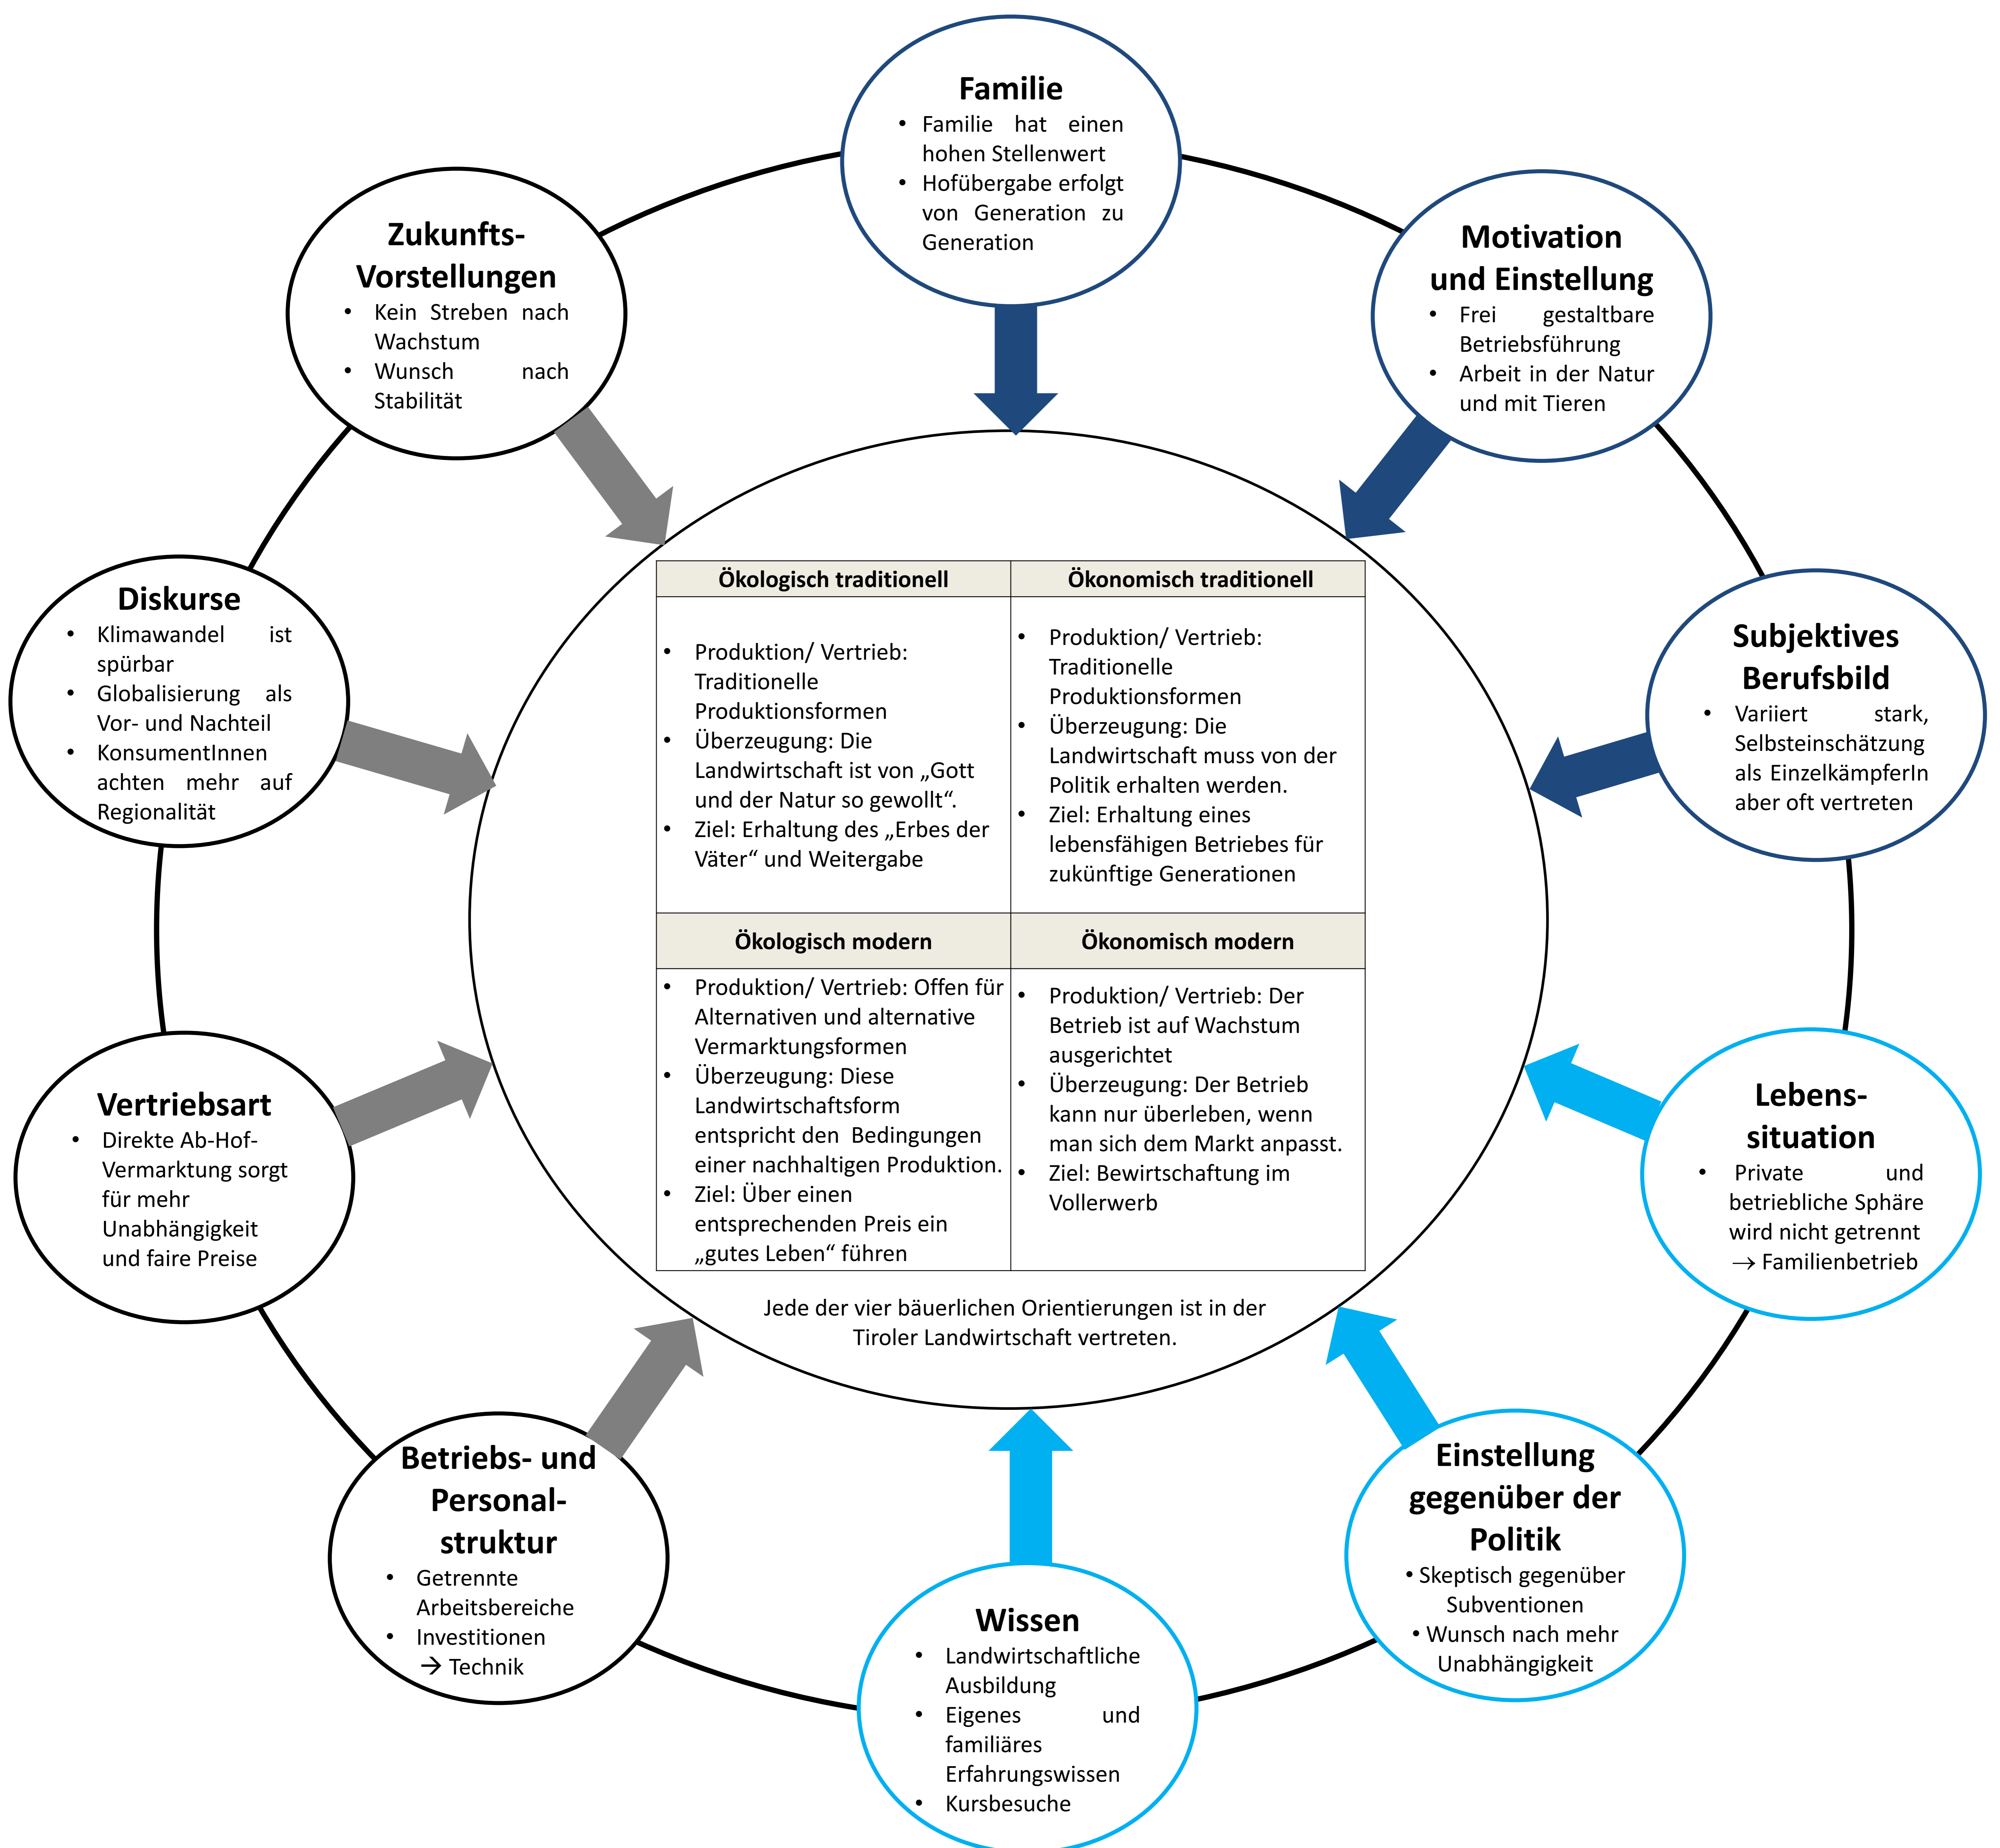 Familie
• Familie hat einen
hohen Stellenwert
• Hofübergabe erfolgt
von Generation zu
Generation
Motivation
und Einstellung
• Frei gestaltbare
Betriebsführung
• Arbeit in der Natur
und mit Tieren
Subjektives
Berufsbild
• Variiert stark,
Selbsteinschätzung
als EinzelkämpferIn
aber oft vertreten
Lebens-
situation
• Private und
betriebliche Sphäre
wird nicht getrennt
→ Familienbetrieb
Einstellung
gegenüber der
Politik
• Skeptisch gegenüber
Subventionen
• Wunsch nach mehr
Unabhängigkeit
Wissen
• Landwirtschaftliche
Ausbildung
• Eigenes und
familiäres
Erfahrungswissen
• Kursbesuche
Betriebs- und
Personal-
struktur
• Getrennte
Arbeitsbereiche
• Investitionen
→ Technik
Vertriebsart
• Direkte Ab-Hof-
Vermarktung sorgt
für mehr
Unabhängigkeit
und faire Preise
Diskurse
• Klimawandel ist
spürbar
• Globalisierung als
Vor- und Nachteil
• KonsumentInnen
achten mehr auf
Regionalität
Zukunfts-
Vorstellungen
• Kein Streben nach
Wachstum
• Wunsch nach
Stabilität
Ökologisch traditionell
• Produktion/ Vertrieb:
Traditionelle
Produktionsformen
• Überzeugung: Die
Landwirtschaft ist von „Gott
und der Natur so gewollt“.
• Ziel: Erhaltung des „Erbes der
Väter“ und Weitergabe
Ökonomisch traditionell
• Produktion/ Vertrieb:
Traditionelle
Produktionsformen
• Überzeugung: Die
Landwirtschaft muss von der
Politik erhalten werden.
• Ziel: Erhaltung eines
lebensfähigen Betriebes für
zukünftige Generationen
Ökologisch modern
• Produktion/ Vertrieb: Offen für
Alternativen und alternative
Vermarktungsformen
• Überzeugung: Diese
Landwirtschaftsform
entspricht den Bedingungen
einer nachhaltigen Produktion.
• Ziel: Über einen
entsprechenden Preis ein
„gutes Leben“ führen
Ökonomisch modern
• Produktion/ Vertrieb: Der
Betrieb ist auf Wachstum
ausgerichtet
• Überzeugung: Der Betrieb
kann nur überleben, wenn
man sich dem Markt anpasst.
• Ziel: Bewirtschaftung im
Vollerwerb
Jede der vier bäuerlichen Orientierungen ist in der
Tiroler Landwirtschaft vertreten.